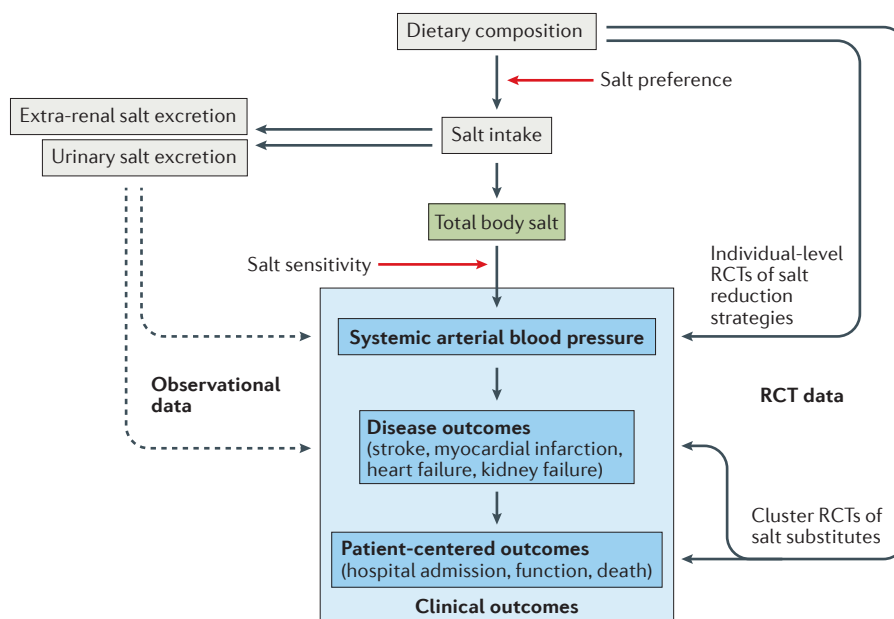 Dietary composition
Salt preference
Extra-renal salt excretion
Salt intake
Urinary salt excretion
Total body salt
Salt sensitivity
Individual-level
RCTs of salt
reduction
strategies
Systemic arterial blood pressure
Observational
data
RCT data
Disease outcomes
(stroke, myocardial infarction,
heart failure, kidney failure)
Cluster RCTs of
salt substitutes
Patient-centered outcomes
(hospital admission, function, death)
Clinical outcomes